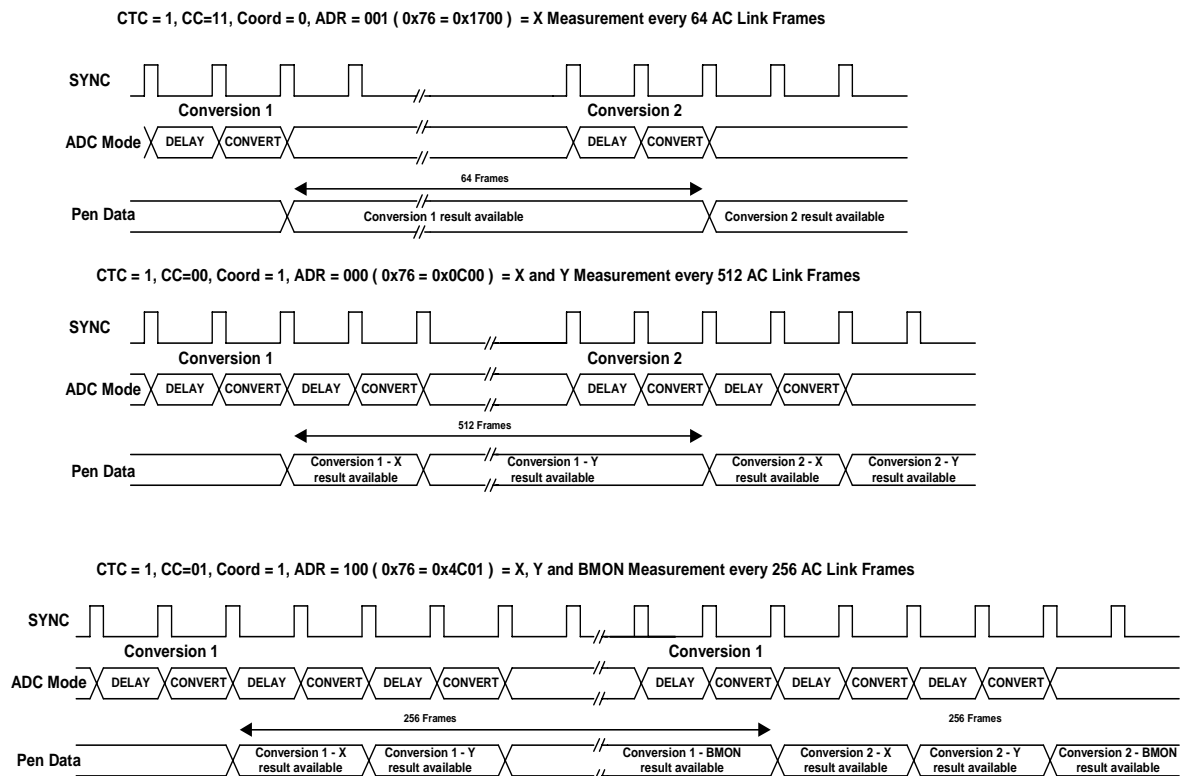 CTC = 1, CC=11, Coord = 0, ADR = 001 ( 0x76 = 0x1700 ) = X Measurement every 64 AC Link Frames
SYNC
Conversion 1
Conversion 2
ADC Mode
DELAY
CONVERT
DELAY
CONVERT
64 Frames
Pen Data
Conversion 1 result available
Conversion 2 result available
CTC = 1, CC=00, Coord = 1, ADR = 000 ( 0x76 = 0x0C00 ) = X and Y Measurement every 512 AC Link Frames
SYNC
Conversion 1
Conversion 2
ADC Mode
DELAY
CONVERT
DELAY
CONVERT
DELAY
CONVERT
DELAY
CONVERT
512 Frames
Pen Data
Conversion 1 - X
result available
Conversion 1 - Y
result available
Conversion 2 - X
result available
Conversion 2 - Y
result available
CTC = 1, CC=01, Coord = 1, ADR = 100 ( 0x76 = 0x4C01 ) = X, Y and BMON Measurement every 256 AC Link Frames
SYNC
Conversion 1
Conversion 1
ADC Mode
DELAY
CONVERT
DELAY
CONVERT
DELAY
CONVERT
DELAY
CONVERT
DELAY
CONVERT
DELAY
CONVERT
256 Frames
256 Frames
Pen Data
Conversion 1 - X
result available
Conversion 1 - Y
result available
Conversion 1 - BMON
result available
Conversion 2 - X
result available
Conversion 2 - Y
result available
Conversion 2 - BMON
result available